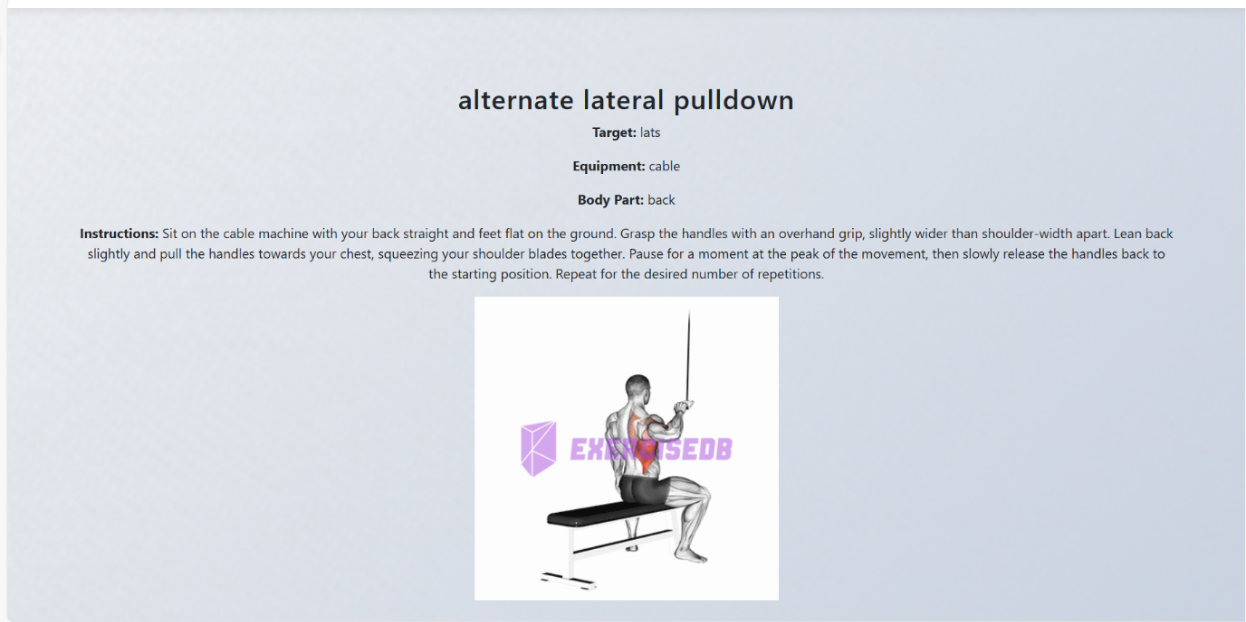 alternate lateral pulldown
Target: lats
Equipment: cable
Body Part: back
Instructions: Sit on the cable machine with your back straight and feet flat on the ground. Grasp the handles with an overhand grip, slightly wider than shoulder-width apart. Lean back
slightly and pull the handles towards your chest, squeezing your shoulder blades together. Pause for a moment at the peak of the movement, then slowly release the handles back to
the starting position. Repeat for the desired number of repetitions.
EXERCISEDB